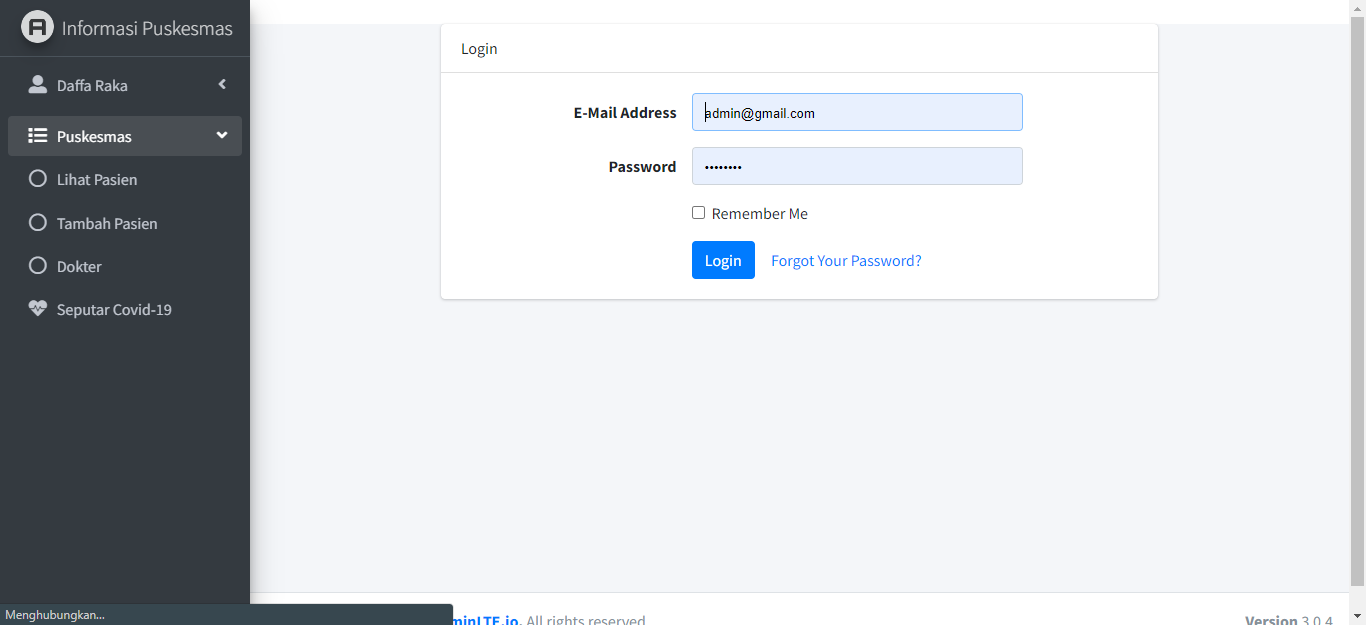 Informasi Puskesmas
Daffa Raka
Puskesmas
Lihat Pasien
Tambah Pasien
Dokter
Seputar Covid-19
Login
E-Mail Address
admin@gmail.com
Password
••••••••
Remember Me
Login Forgot Your Password?
Menghubungkan...
minLTE.io. All rights reserved
Version 3.0.4